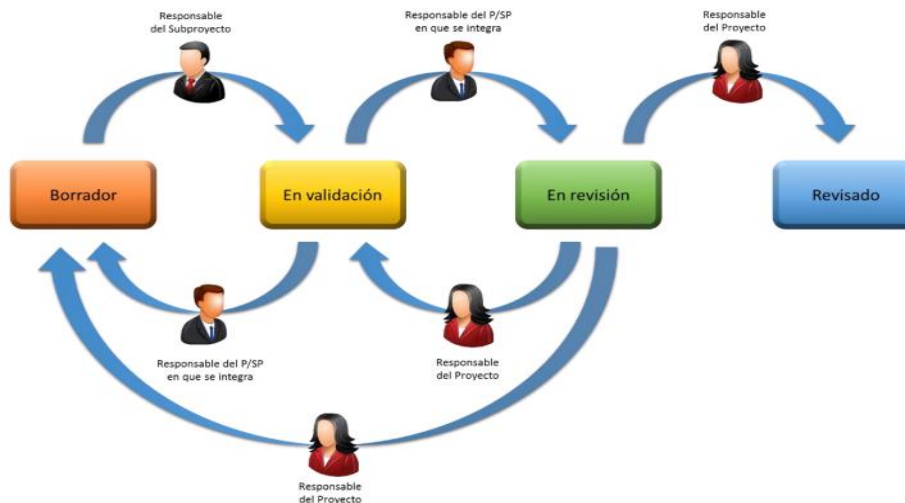 Responsable
del Subproyecto
Responsable del P/SP
en que se integra
Responsable
del Proyecto
Borrador
En validación
En revisión
Revisado
Responsable del P/SP
en que se integra
Responsable
del Proyecto
Responsable
del Proyecto